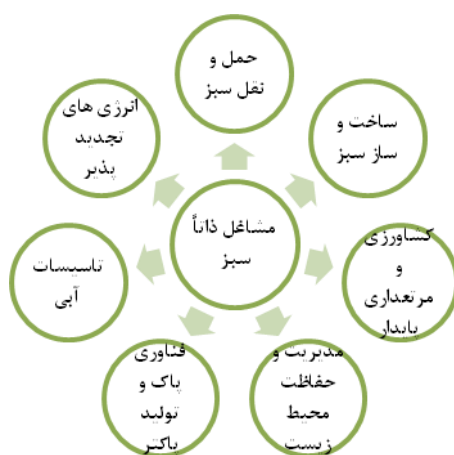 حمل و
نقل سبز
ساخت و
ساز سبز
کشاورزی
و
مرتعداری
پایدار
مدیریت و
حفاظت
محیط
زیست
فناوری
پاک و
تولید
پاکتر
تاسیسات
آبی
انرژی های
تجدید
پذیر
مشاغل ذاتاً
سبز